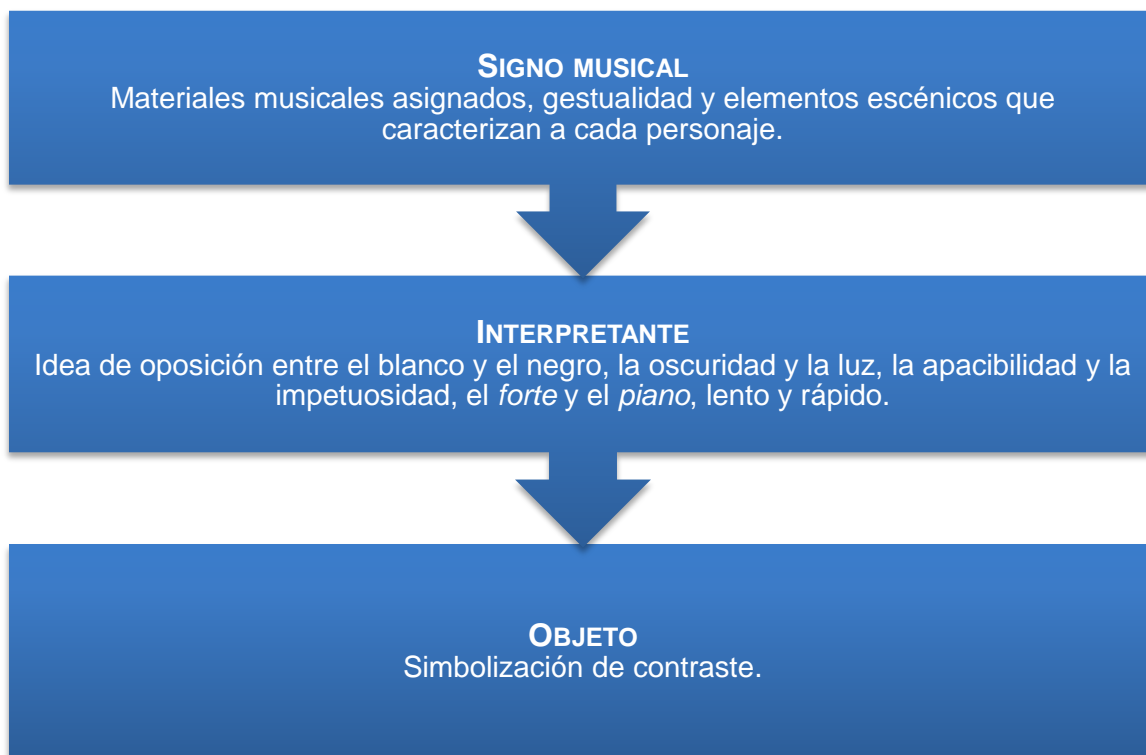 SIGNO MUSICAL
Materiales musicales asignados, gestualidad y elementos escénicos que
caracterizan a cada personaje.
INTERPRETANTE
Idea de oposición entre el blanco y el negro, la oscuridad y la luz, la apacibilidad y la
impetuosidad, el forte y el piano, lento y rápido.
OBJETO
Simbolización de contraste.